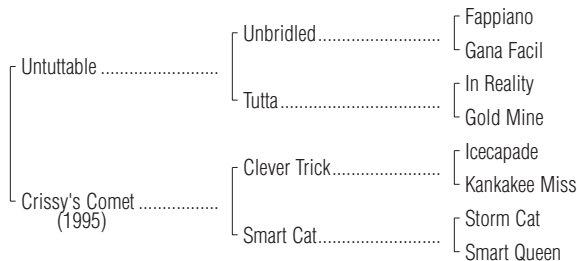 Fappiano
Unbridled
Gana Facil
Untuttable
In Reality
Tutta
Gold Mine
Icecapade
Clever Trick
Kankakee Miss
Crissy's Comet
(1995)
Storm Cat
Smart Cat
Smart Queen